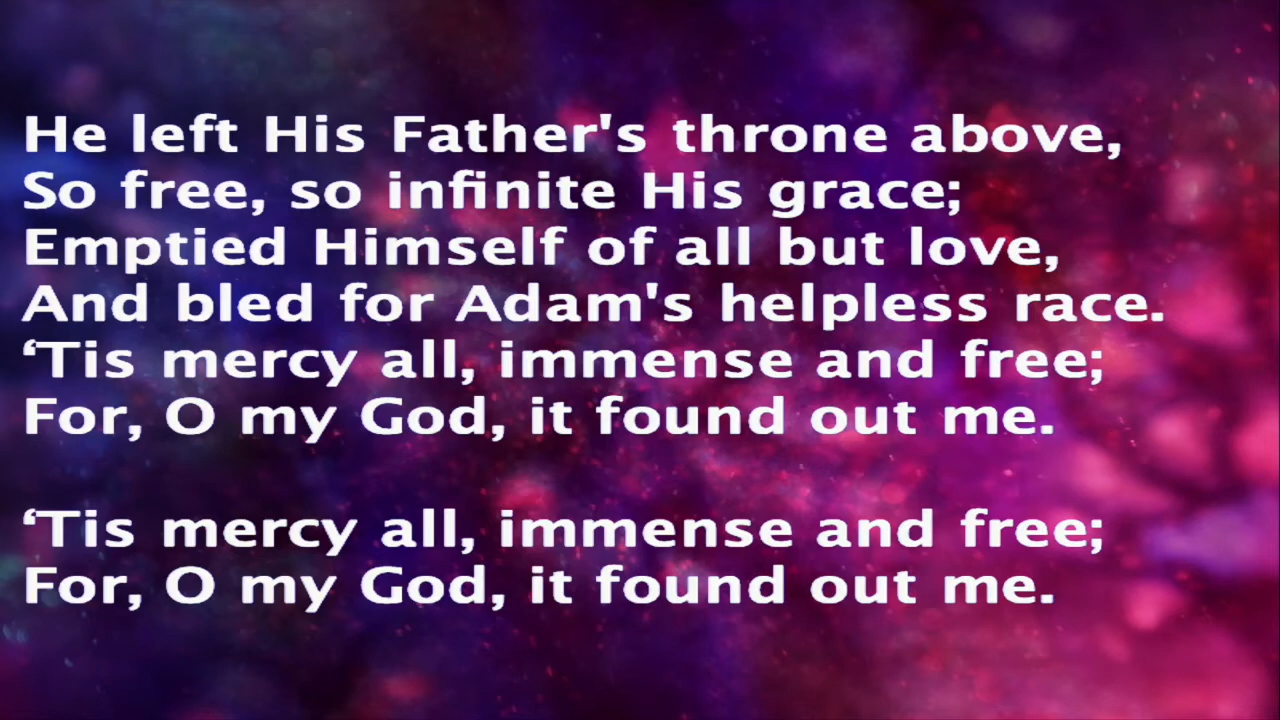 He left His Father's throne above,
So free, so infinite His grace;
Emptied Himself of all but love,
And bled for Adam's helpless race.
‘Tis mercy all, immense and free;
For, O my God, it found out me.

‘Tis mercy all, immense and free;
For, O my God, it found out me.